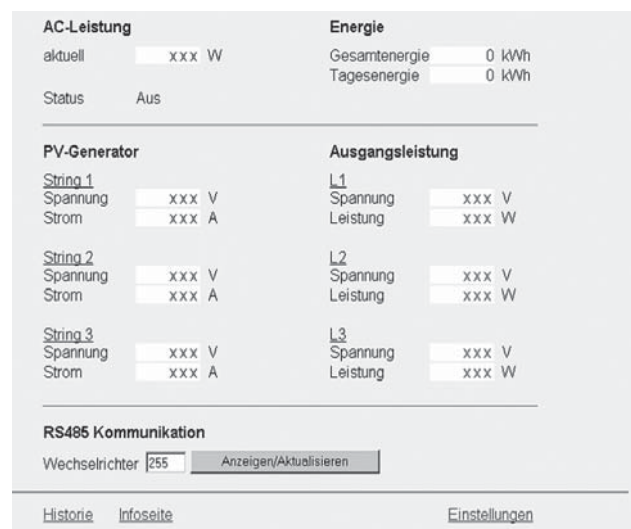 AC-Leistung Energie
aktuell xxx W Gesamtenergie 0 kWh
Tagesenergie 0 kWh
Status Aus
PV-Generator Ausgangsleistung
String 1 L1
Spannung xxx V Spannung xxx V
Strom xxx A Leistung xxx W
String 2 L2
Spannung xxx V Spannung xxx V
Strom xxx A Leistung xxx W
String 3 L3
Spannung xxx V Spannung xxx V
Strom xxx A Leistung xxx W
RS485 Kommunikation
Wechselrichter 255 Anzeigen/Aktualisieren
Historie Infoseite Einstellungen